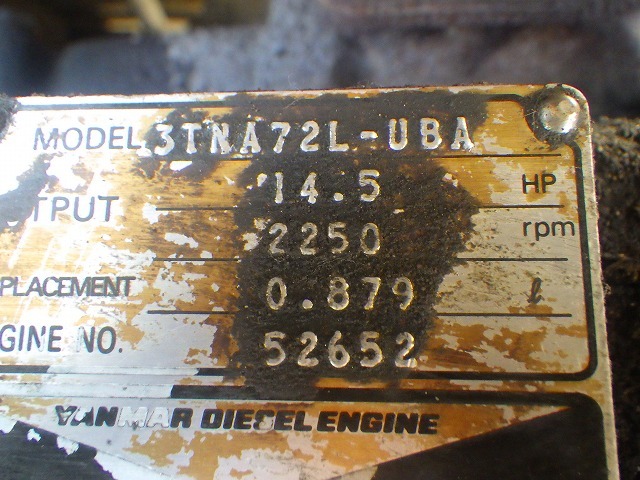 MODEL 3TNA72L-UBA
14.5 HP
TPUT
2250 rpm
PLACEMENT 0.879 ℓ
GINE NO. 52652
YANMAR DIESEL ENGINE